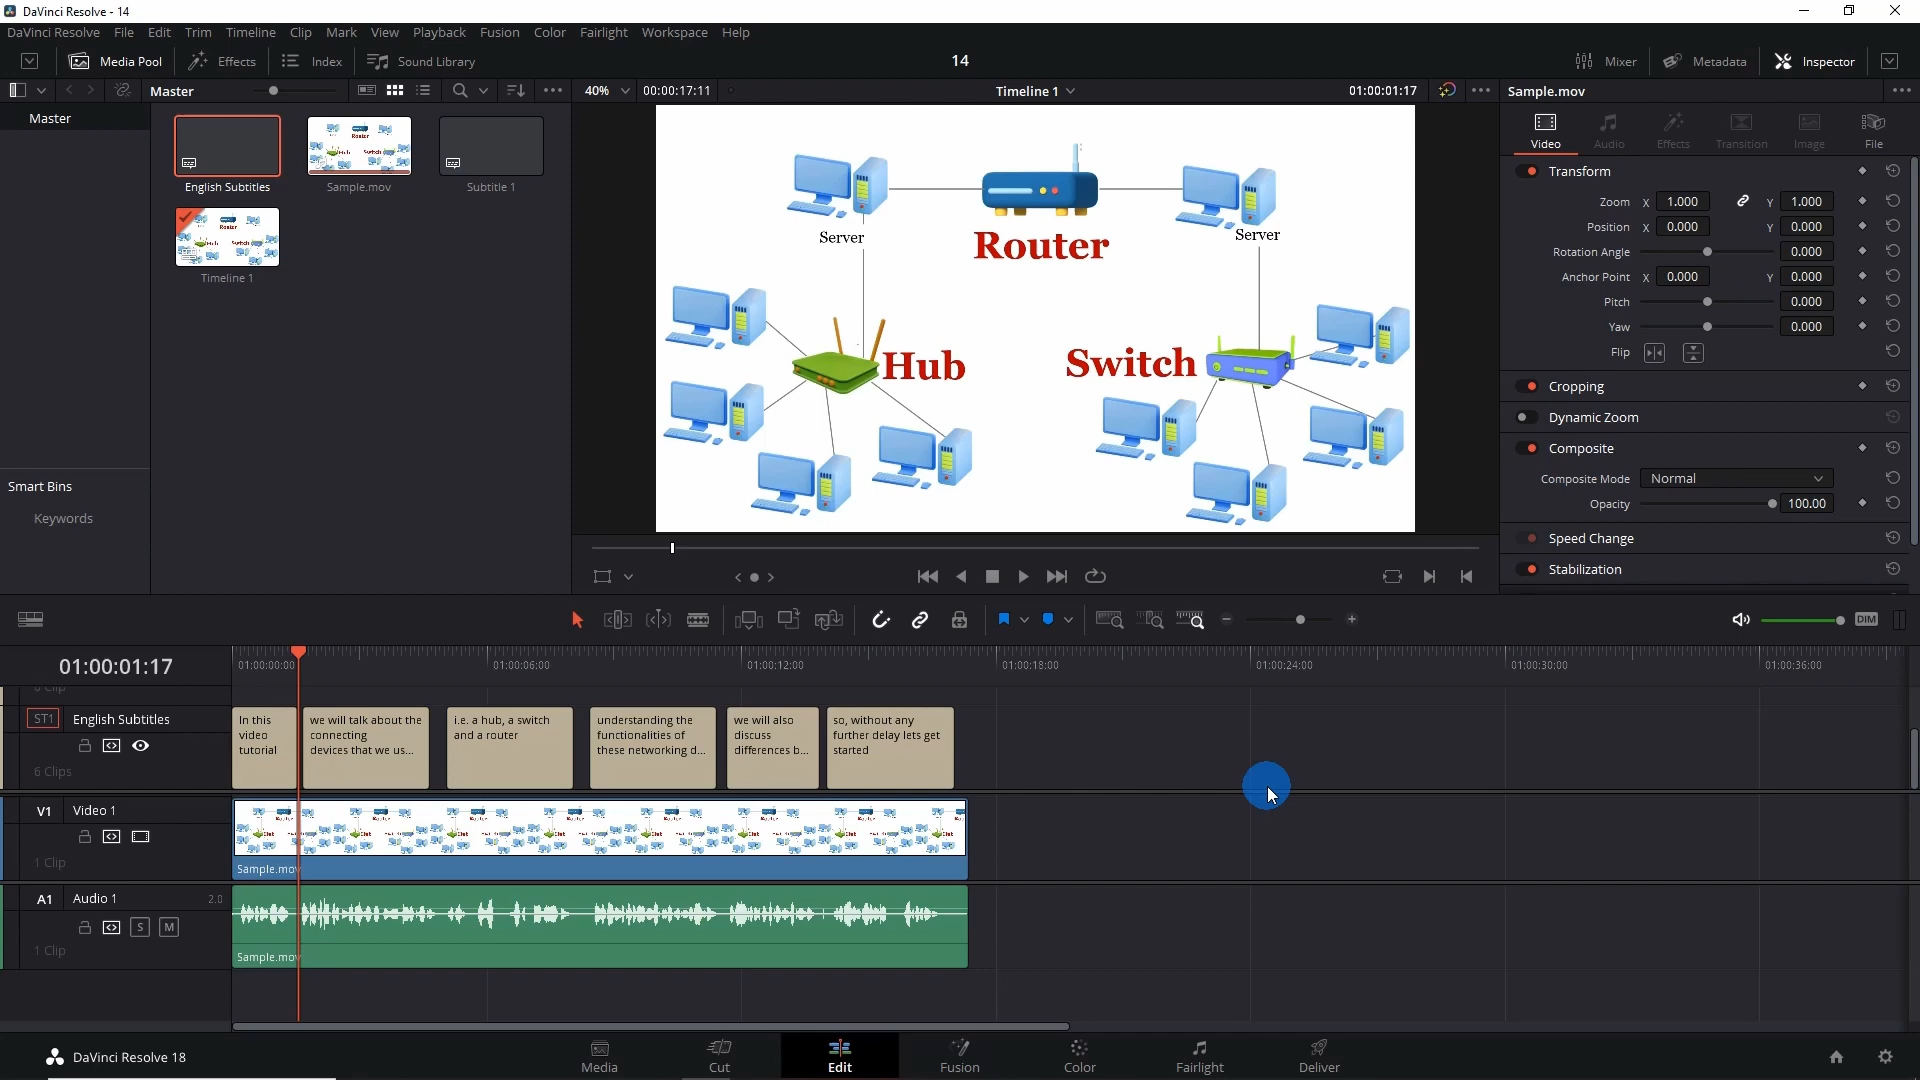 DaVinci Resolve - 14
DaVinci Resolve File Edit Trim Timeline Clip Mark View Playback Fusion Color Fairlight Workspace Help
Media Pool Effects Index Sound Library 14 Mixer Metadata Inspector
Master 40% 00:00:17:11 Timeline 1 01:00:01:17 Sample.mov
Master
English Subtitles Sample.mov Subtitle 1
Timeline 1
Smart Bins
Keywords
Server
Router
Server
Hub
Switch
Video Audio Effects Transition Image File
Transform
Zoom X 1.000 Y 1.000
Position X 0.000 Y 0.000
Rotation Angle 0.000
Anchor Point X 0.000 Y 0.000
Pitch 0.000
Yaw 0.000
Flip
Cropping
Dynamic Zoom
Composite
Composite Mode Normal
Opacity 100.00
Speed Change
Stabilization
DIM
01:00:01:17
01:00:00:00 01:00:06:00 01:00:12:00 01:00:18:00 01:00:24:00 01:00:30:00 01:00:36:00
ST1 English Subtitles
6 Clips
In this
video
tutorial
we will talk about the
connecting
devices that we us...
i.e. a hub, a switch
and a router
understanding the
functionalities of
these networking d...
we will also
discuss
differences b...
so, without any
further delay lets get
started
V1 Video 1
1 Clip
Sample.mov
A1 Audio 1 2.0
S M
1 Clip
Sample.mov
DaVinci Resolve 18
Media Cut Edit Fusion Color Fairlight Deliver